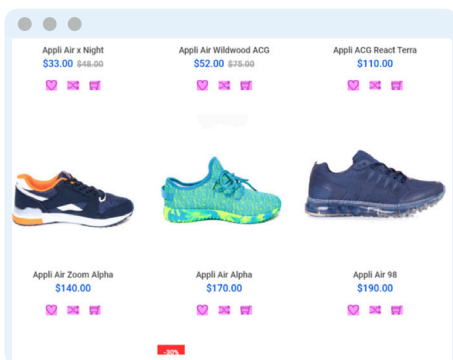 Appli Air x Night Appli Air Wildwood ACG Appli ACG React Terra
$33.00 $48.00 $52.00 $75.00 $110.00
Appli Air Zoom Alpha Appli Air Alpha Appli Air 98
$140.00 $170.00 $190.00
-30%